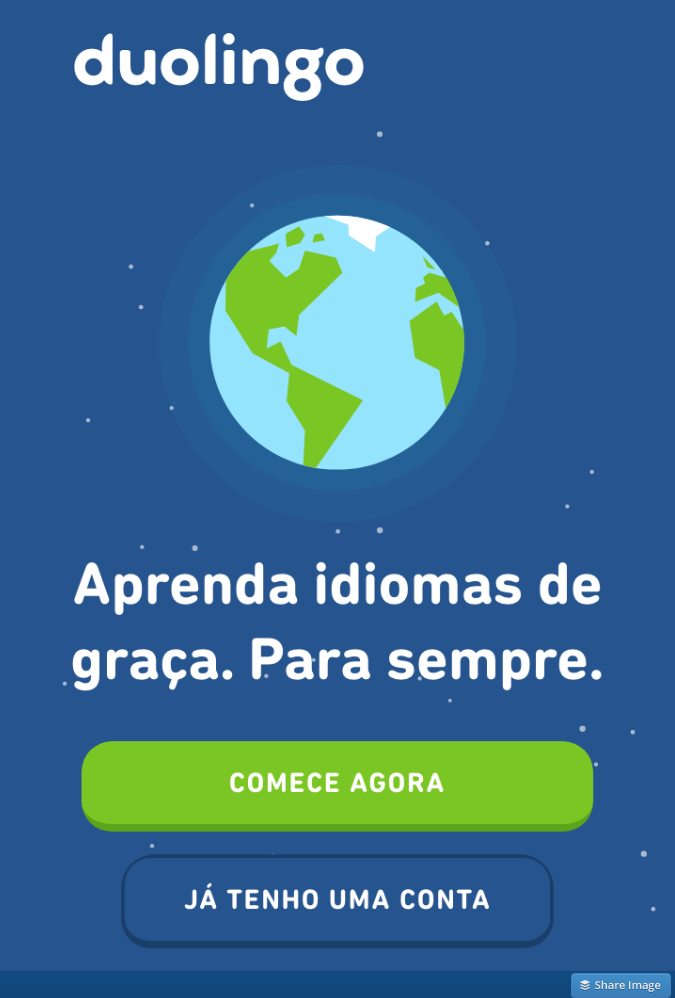 duolingo
Aprenda idiomas de
graça. Para sempre.
COMECE AGORA
JÁ TENHO UMA CONTA
Share Image